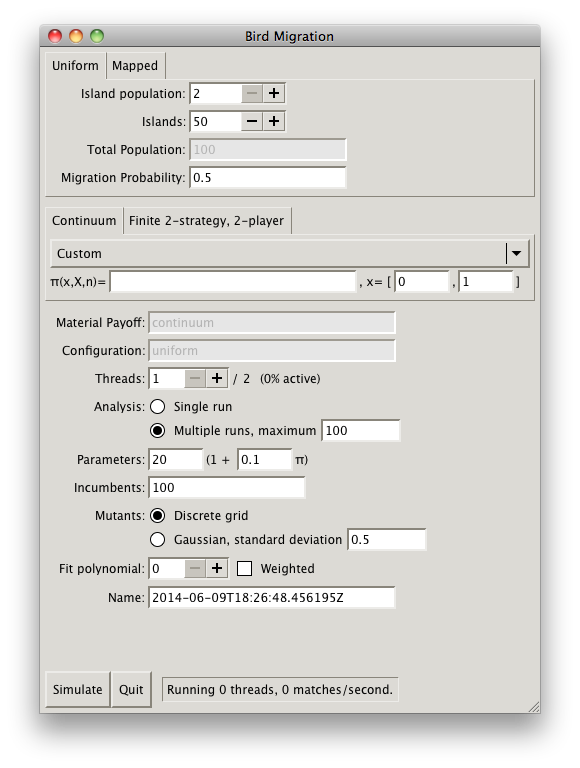 Bird Migration
Uniform Mapped
Island population: 2
Islands: 50
Total Population: 100
Migration Probability: 0.5
Continuum Finite 2-strategy, 2-player
Custom
π(x,X,n)= , x= [ 0 , 1 ]
Material Payoff: continuum
Configuration: uniform
Threads: 1 / 2 (0% active)
Analysis: Single run
Multiple runs, maximum 100
Parameters: 20 (1 + 0.1 π)
Incumbents: 100
Mutants: Discrete grid
Gaussian, standard deviation 0.5
Fit polynomial: 0 Weighted
Name: 2014-06-09T18:26:48.456195Z
Simulate Quit Running 0 threads, 0 matches/second.